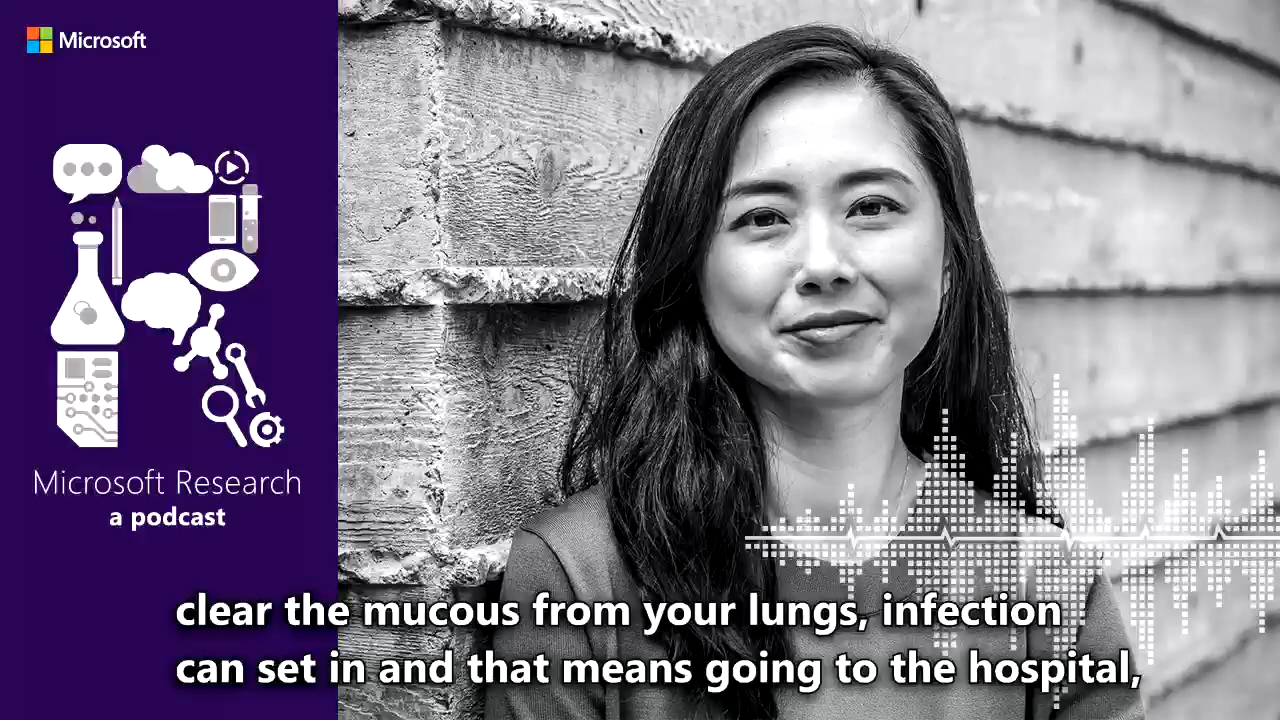 Microsoft
Microsoft Research
a podcast
clear the mucous from your lungs, infection
can set in and that means going to the hospital,